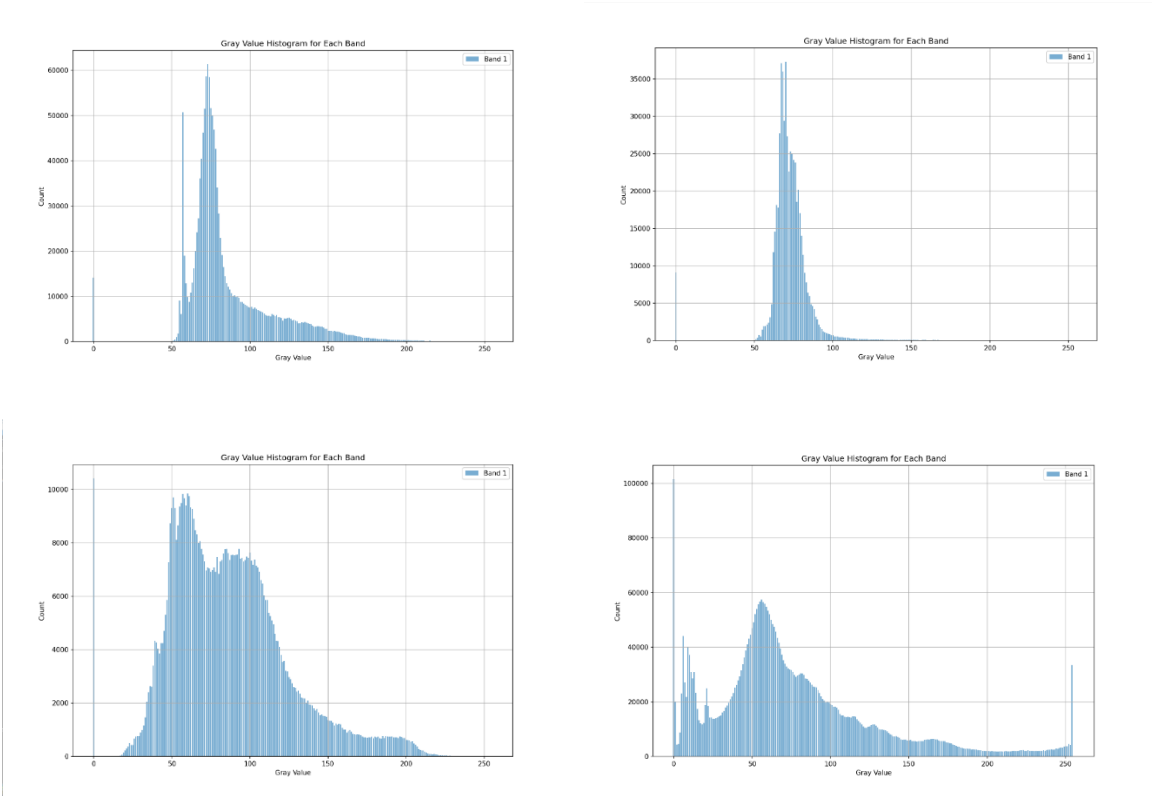 Gray Value Histogram for Each Band
Band 1
60000
50000
40000
30000
20000
10000
0
Count
0 50 100 150 200 250
Gray Value
Gray Value Histogram for Each Band
Band 1
35000
30000
25000
20000
15000
10000
5000
0
Count
0 50 100 150 200 250
Gray Value
Gray Value Histogram for Each Band
Band 1
10000
8000
6000
4000
2000
0
Count
0 50 100 150 200 250
Gray Value
Gray Value Histogram for Each Band
Band 1
100000
80000
60000
40000
20000
0
Count
0 50 100 150 200 250
Gray Value